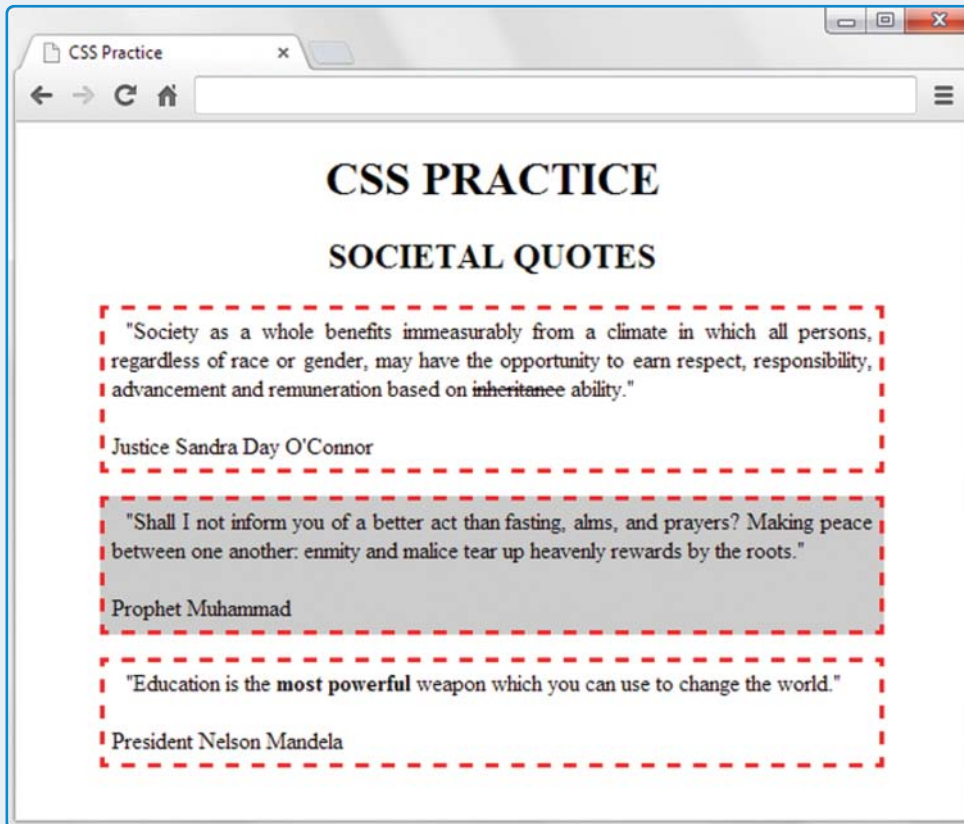 CSS Practice
CSS PRACTICE
SOCIETAL QUOTES
"Society as a whole benefits immeasurably from a climate in which all persons,
regardless of race or gender, may have the opportunity to earn respect, responsibility,
advancement and remuneration based on inheritance ability."
Justice Sandra Day O'Connor
"Shall I not inform you of a better act than fasting, alms, and prayers? Making peace
between one another: enmity and malice tear up heavenly rewards by the roots."
Prophet Muhammad
"Education is the most powerful weapon which you can use to change the world."
President Nelson Mandela